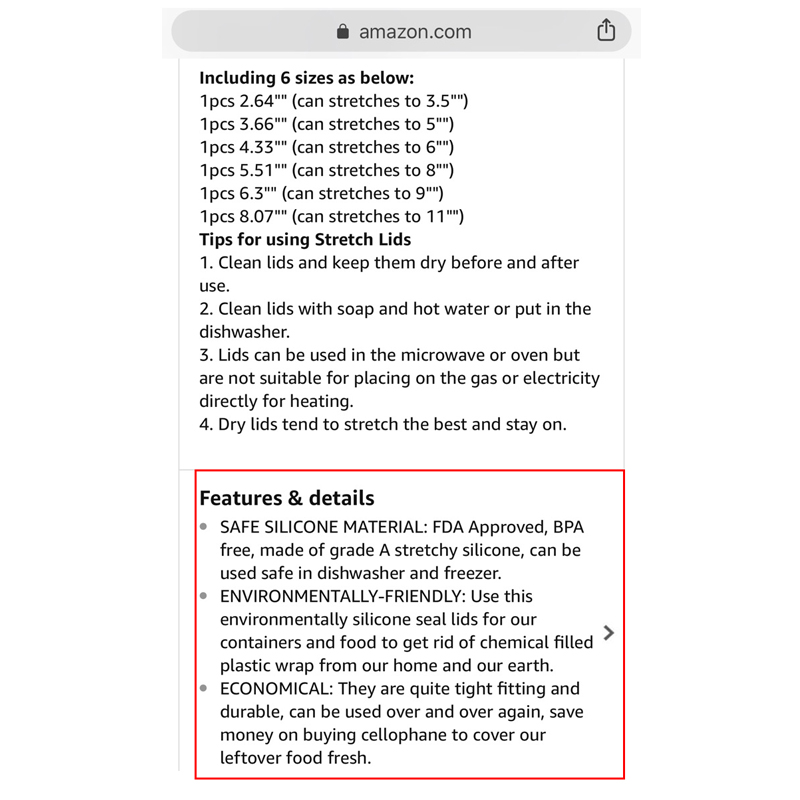 amazon.com
Including 6 sizes as below:
1pcs 2.64"" (can stretches to 3.5"")
1pcs 3.66"" (can stretches to 5"")
1pcs 4.33"" (can stretches to 6"")
1pcs 5.51"" (can stretches to 8"")
1pcs 6.3"" (can stretches to 9"")
1pcs 8.07"" (can stretches to 11"")
Tips for using Stretch Lids
1. Clean lids and keep them dry before and after
use.
2. Clean lids with soap and hot water or put in the
dishwasher.
3. Lids can be used in the microwave or oven but
are not suitable for placing on the gas or electricity
directly for heating.
4. Dry lids tend to stretch the best and stay on.
Features & details
• SAFE SILICONE MATERIAL: FDA Approved, BPA
free, made of grade A stretchy silicone, can be
used safe in dishwasher and freezer.
• ENVIRONMENTALLY-FRIENDLY: Use this
environmentally silicone seal lids for our
containers and food to get rid of chemical filled
plastic wrap from our home and our earth.
• ECONOMICAL: They are quite tight fitting and
durable, can be used over and over again, save
money on buying cellophane to cover our
leftover food fresh.